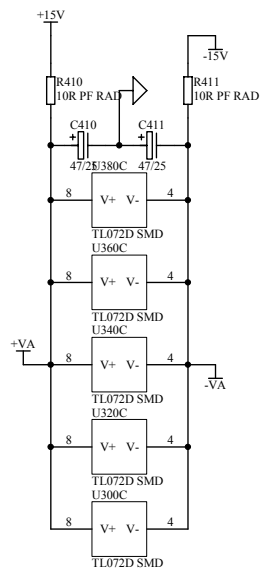 +15V
-15V
R410
10R PF RAD
R411
10R PF RAD
C410
47/25
C411
47/25
U380C
8 V+ V- 4
TL072D SMD
U360C
8 V+ V- 4
TL072D SMD
U340C
+VA 8 V+ V- 4 -VA
TL072D SMD
U320C
8 V+ V- 4
TL072D SMD
U300C
8 V+ V- 4
TL072D SMD